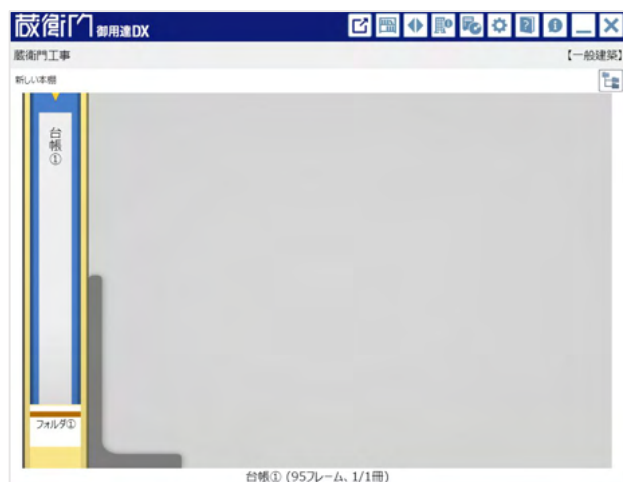 蔵衛門 御用達DX
蔵衛門工事
【一般建築】
新しい本棚
台帳①
フォルダ①
台帳① (95フレーム、1/1冊)